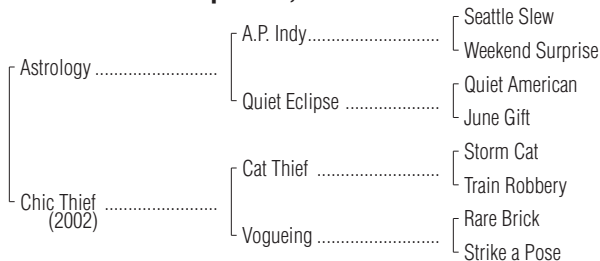 Seattle Slew
A.P. Indy
Weekend Surprise
Astrology
Quiet American
Quiet Eclipse
June Gift
Storm Cat
Cat Thief
Train Robbery
Chic Thief
(2002)
Rare Brick
Vogueing
Strike a Pose